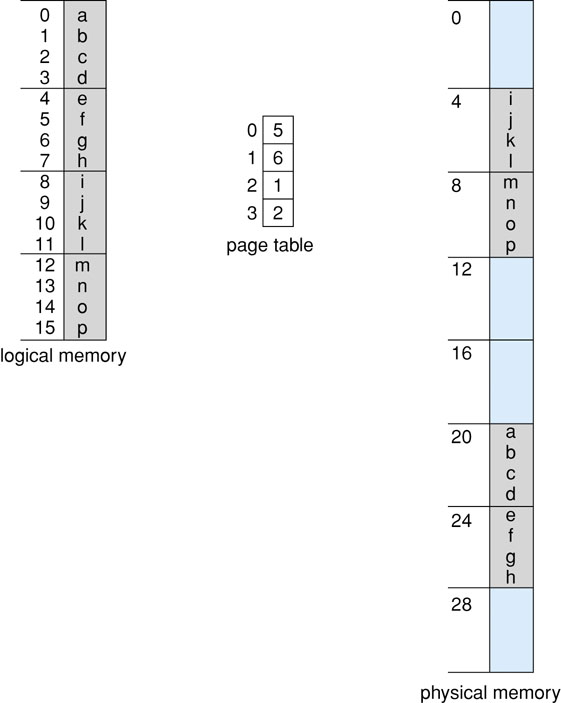 0 a
1 b
2 c
3 d
4 e
5 f
6 g
7 h
8 i
9 j
10 k
11 l
12 m
13 n
14 o
15 p
logical memory
0 5
1 6
2 1
3 2
page table
0
4 i
j
k
l
8 m
n
o
p
12
16
20 a
b
c
d
24 e
f
g
h
28
physical memory